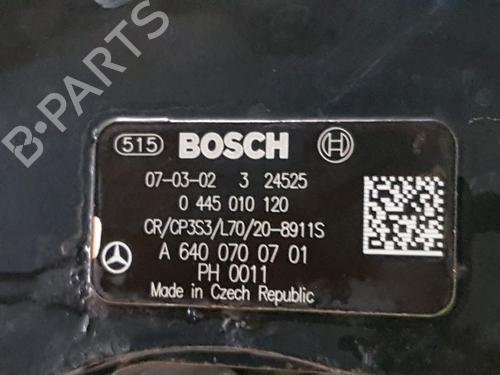 B-PARTS
515 BOSCH
07-03-02 3 24525
0 445 010 120
CR/CP3S3/L70/20-8911S
A 640 070 07 01
PH 0011
Made in Czech Republic